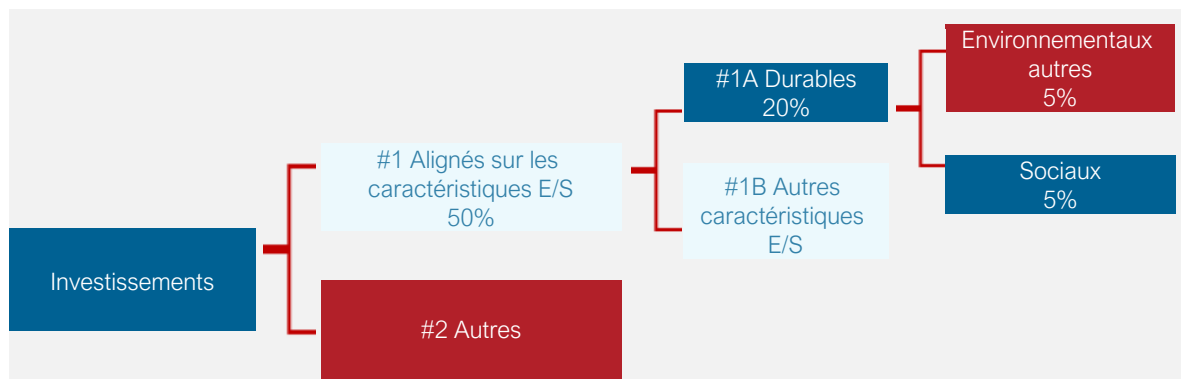 Investissements
#1 Alignés sur les
caractéristiques E/S
50%
#2 Autres
#1A Durables
20%
#1B Autres
caractéristiques
E/S
Environnementaux
autres
5%
Sociaux
5%